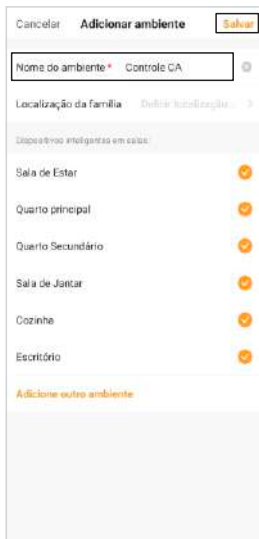 Cancelar Adicionar ambiente Salvar
Nome do ambiente* Controle CA
Localização da família Definir localização... >
Dispositivos inteligentes em salas:
Sala de Estar
Quarto principal
Quarto Secundário
Sala de Jantar
Cozinha
Escritório
Adicione outro ambiente